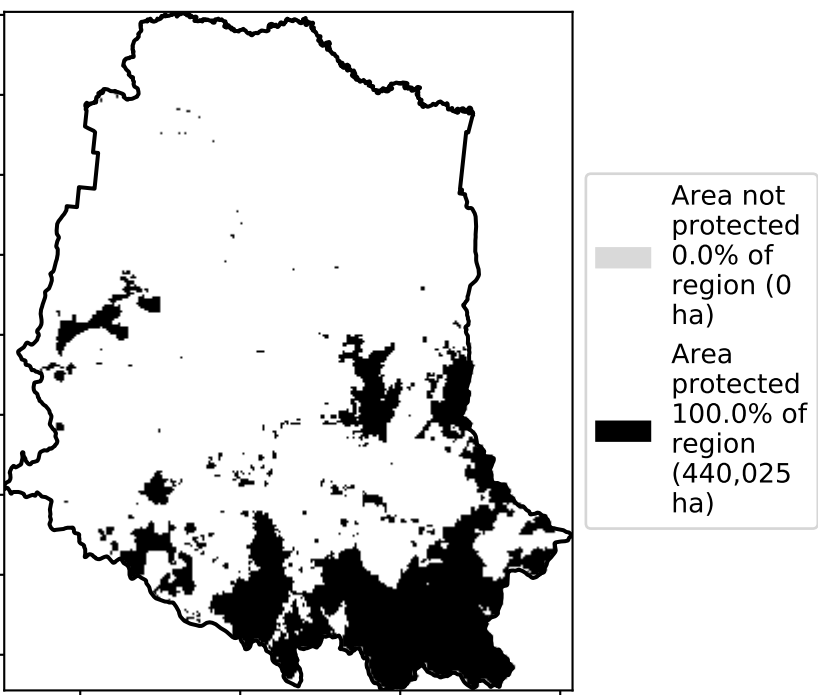 Area not
protected
0.0% of
region (0
ha)
Area
protected
100.0% of
region
(440,025
ha)